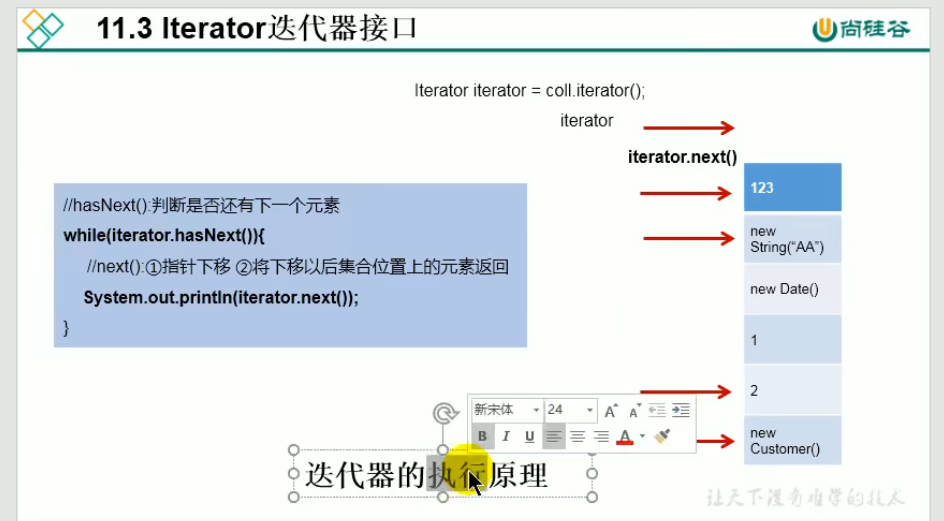 11.3 Iterator迭代器接口
尚硅谷
Iterator iterator = coll.iterator();
iterator
iterator.next()
//hasNext():判断是否还有下一个元素
while(iterator.hasNext()){
//next():①指针下移 ②将下移以后集合位置上的元素返回
System.out.println(iterator.next());
}
123
new
String(“AA”)
new Date()
1
2
new
Customer()
新宋体
24
A
A
B
I
U
A
迭代器的执行原理
让天下没有难学的技术